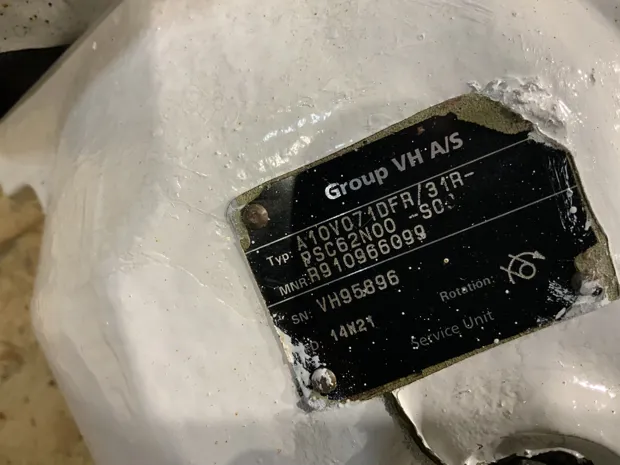 Group VH A/S
Typ: A10VO71DFR/31R-
PSC62N00 -SO
MNR: R910966099
SN: VH95896
Rotation:
14W21
Service Unit